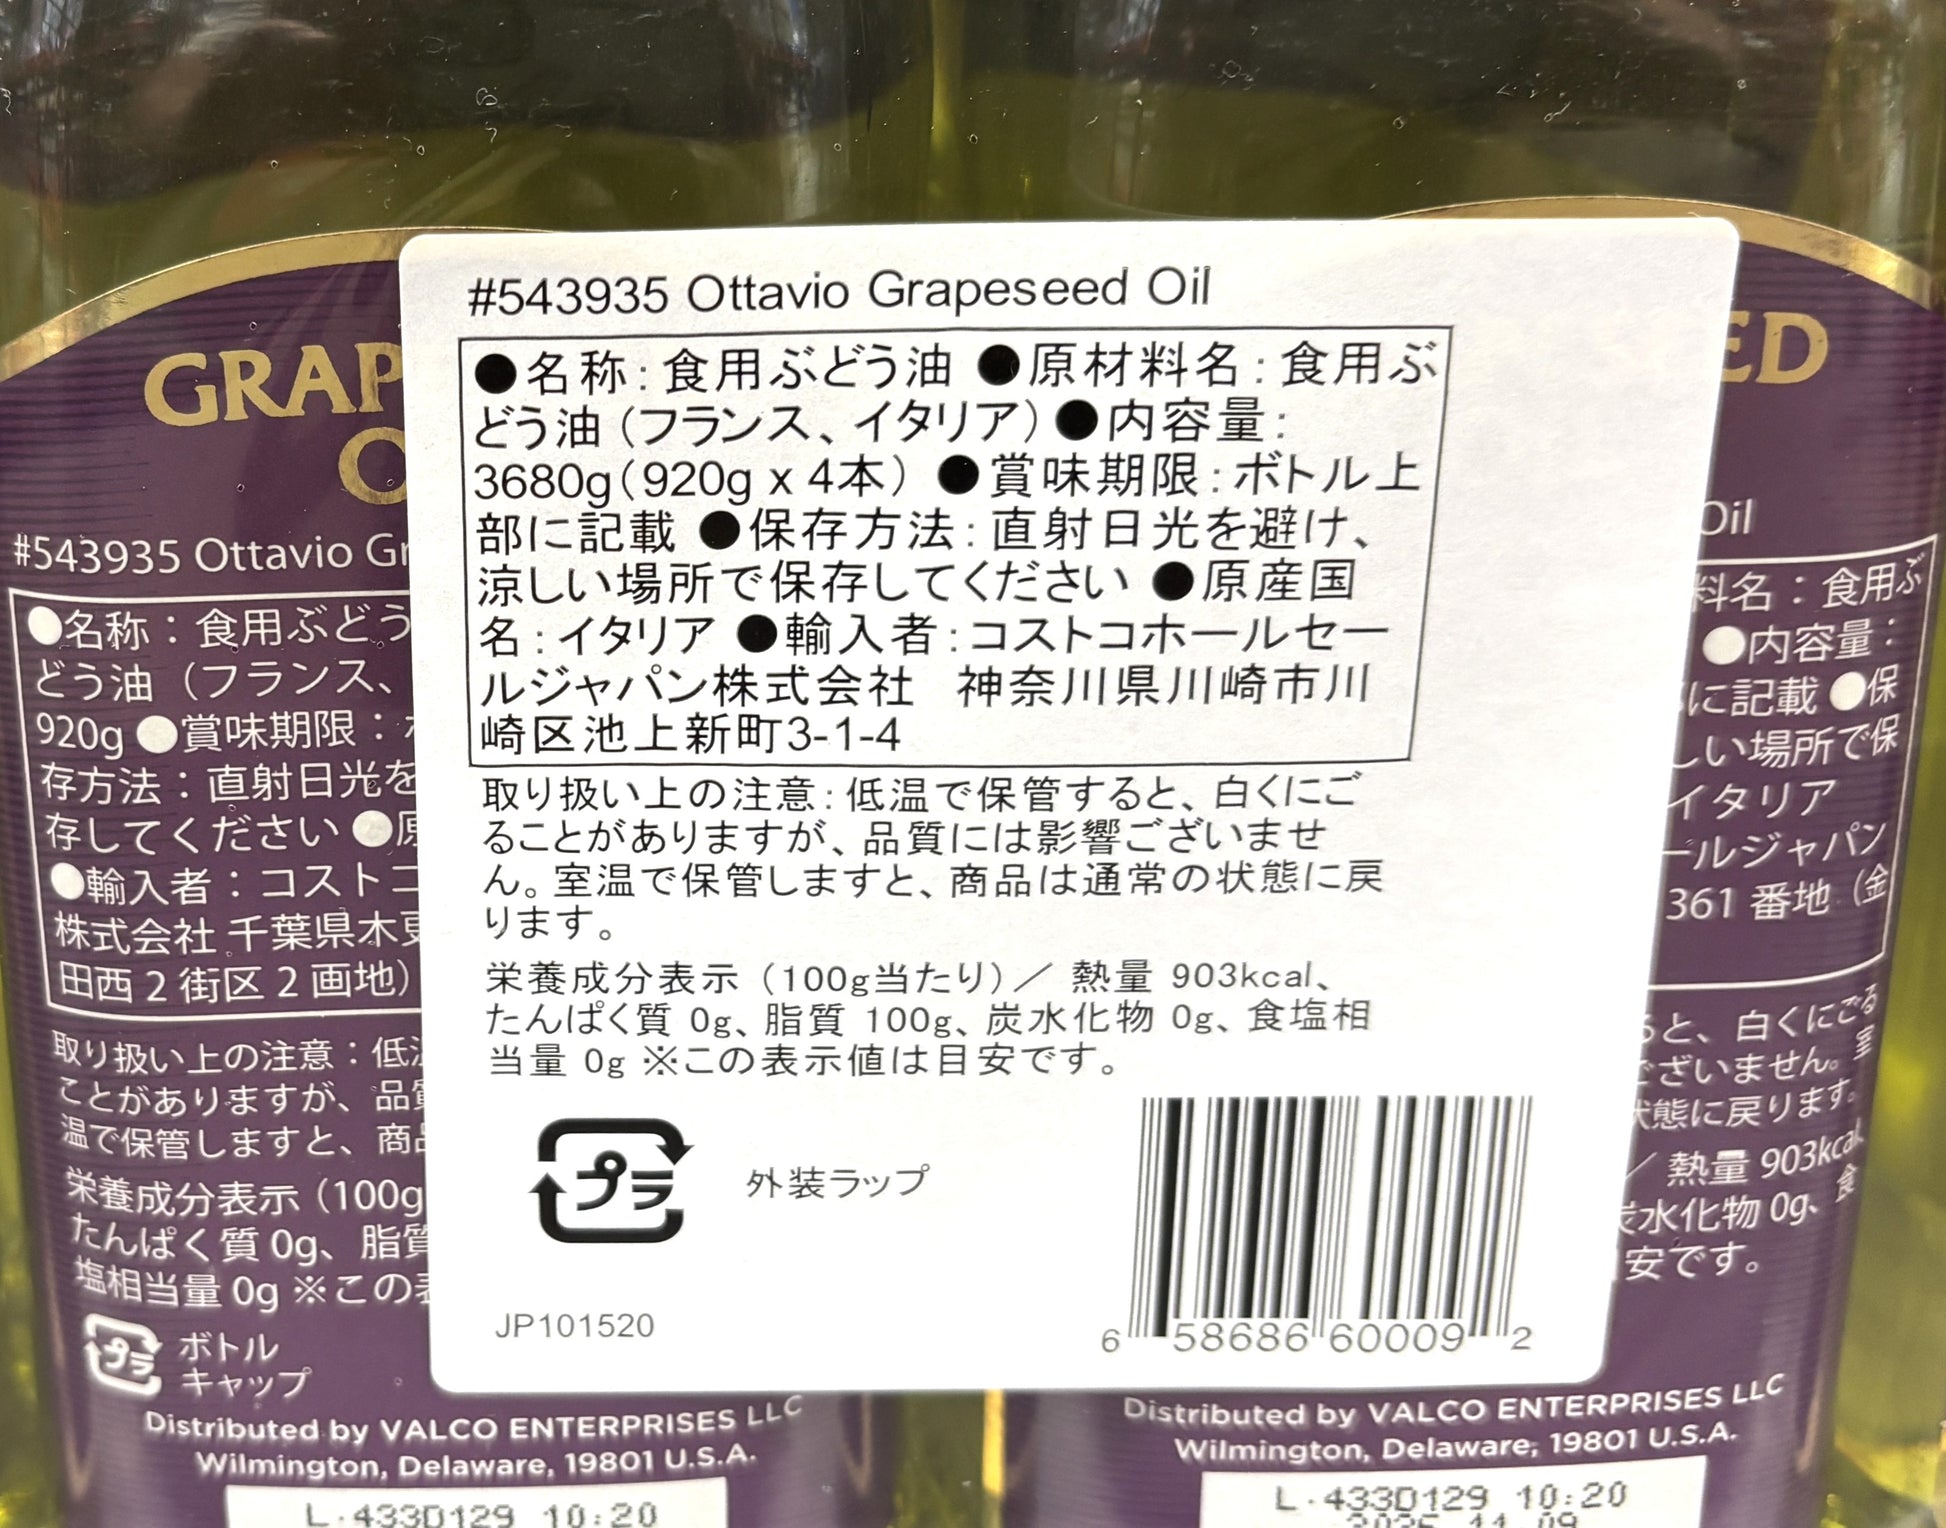 #543935 Ottavio Grapeseed Oil
●名称:食用ぶどう油 ●原材料名:食用ぶ
どう油(フランス、イタリア)●内容量:
3680g(920g x 4本) ●賞味期限:ボトル上
部に記載 ●保存方法:直射日光を避け、
涼しい場所で保存してください ●原産国
名:イタリア ●輸入者:コストコホールセー
ルジャパン株式会社 神奈川県川崎市川
崎区池上新町3-1-4
取り扱い上の注意:低温で保管すると、白くにご
ることがありますが、品質には影響ございませ
ん。室温で保管しますと、商品は通常の状態に戻
ります。
栄養成分表示(100g当たり)/ 熱量 903kcal、
たんぱく質 0g、脂質 100g、炭水化物 0g、食塩相
当量 0g ※この表示値は目安です。
プラ 外装ラップ
JP101520
6 58686 60009 2
GRAP
O
#543935 Ottavio Gr
●名称:食用ぶどう
どう油(フランス、
920g ●賞味期限:
存方法:直射日光を
存してください ●原
●輸入者:コストコ
株式会社 千葉県木更
田西2街区2画地)
取り扱い上の注意:低温
ことがありますが、品質
温で保管しますと、商品
栄養成分表示(100g
たんぱく質 0g、脂質
塩相当量 0g ※この表
プラ ボトル
キャップ
Distributed by VALCO ENTERPRISES LLC
Wilmington, Delaware, 19801 U.S.A.
L.433D129 10:20
ED
Oil
料名:食用ぶ
●内容量:
に記載 ●保
しい場所で保
イタリア
ールジャパン
361 番地(金
と、白くにごる
ございません。室
状態に戻ります。
/ 熱量 903kcal、
炭水化物 0g、食
安です。
Distributed by VALCO ENTERPRISES LLC
Wilmington, Delaware, 19801 U.S.A.
L.433D129 10:20